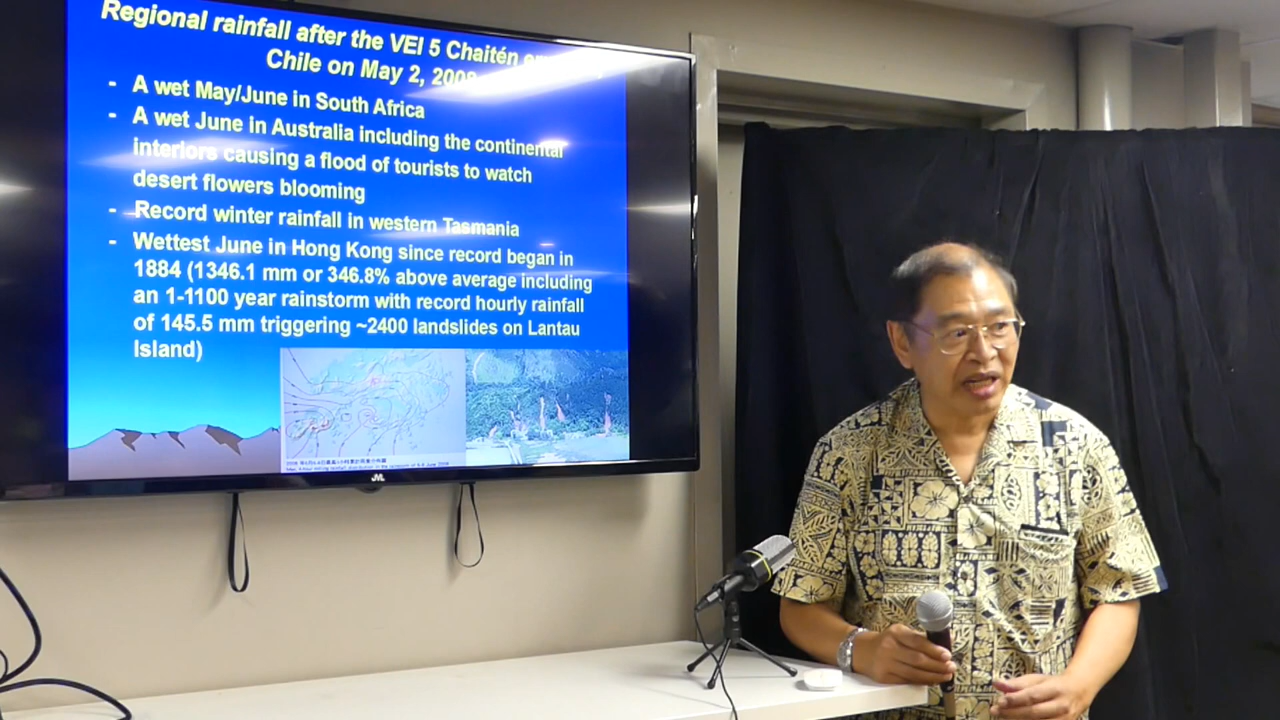 Regional rainfall after the VEI 5 Chaitén
Chile on May 2, 2008
- A wet May/June in South Africa
- A wet June in Australia including the continental
interiors causing a flood of tourists to watch
desert flowers blooming
- Record winter rainfall in western Tasmania
- Wettest June in Hong Kong since record began in
1884 (1346.1 mm or 346.8% above average including
an 1-1100 year rainstorm with record hourly rainfall
of 145.5 mm triggering ~2400 landslides on Lantau
Island)
JVC